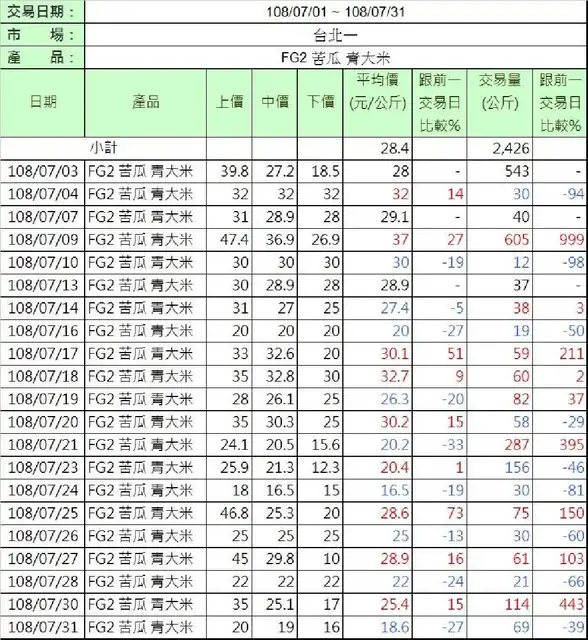 交易日期： 108/07/01 ~ 108/07/31
市 場： 台北一
產 品： FG2 苦瓜 青大米
日期 產品 上價 中價 下價 平均價(元/公斤) 跟前一交易日比較% 交易量(公斤) 跟前一交易日比較%
小計 28.4 2,426
108/07/03 FG2 苦瓜 青大米 39.8 27.2 18.5 28 - 543 -
108/07/04 FG2 苦瓜 青大米 32 32 32 32 14 30 -94
108/07/07 FG2 苦瓜 青大米 31 28.9 28 29.1 - 40 -
108/07/09 FG2 苦瓜 青大米 47.4 36.9 26.9 37 27 605 999
108/07/10 FG2 苦瓜 青大米 30 30 30 30 -19 12 -98
108/07/13 FG2 苦瓜 青大米 30 28.9 28 28.9 - 37 -
108/07/14 FG2 苦瓜 青大米 31 27 25 27.4 -5 38 3
108/07/16 FG2 苦瓜 青大米 20 20 20 20 -27 19 -50
108/07/17 FG2 苦瓜 青大米 33 32.6 20 30.1 51 59 211
108/07/18 FG2 苦瓜 青大米 35 32.8 30 32.7 9 60 2
108/07/19 FG2 苦瓜 青大米 28 26.1 25 26.3 -20 82 37
108/07/20 FG2 苦瓜 青大米 35 30.3 25 30.2 15 58 -29
108/07/21 FG2 苦瓜 青大米 24.1 20.5 15.6 20.2 -33 287 395
108/07/23 FG2 苦瓜 青大米 25.9 21.3 12.3 20.4 1 156 -46
108/07/24 FG2 苦瓜 青大米 18 16.5 15 16.5 -19 30 -81
108/07/25 FG2 苦瓜 青大米 46.8 25.3 20 28.6 73 75 150
108/07/26 FG2 苦瓜 青大米 25 25 25 25 -13 30 -60
108/07/27 FG2 苦瓜 青大米 45 29.8 10 28.9 16 61 103
108/07/28 FG2 苦瓜 青大米 22 22 22 22 -24 21 -66
108/07/30 FG2 苦瓜 青大米 35 25.1 17 25.4 15 114 443
108/07/31 FG2 苦瓜 青大米 20 19 16 18.6 -27 69 -39